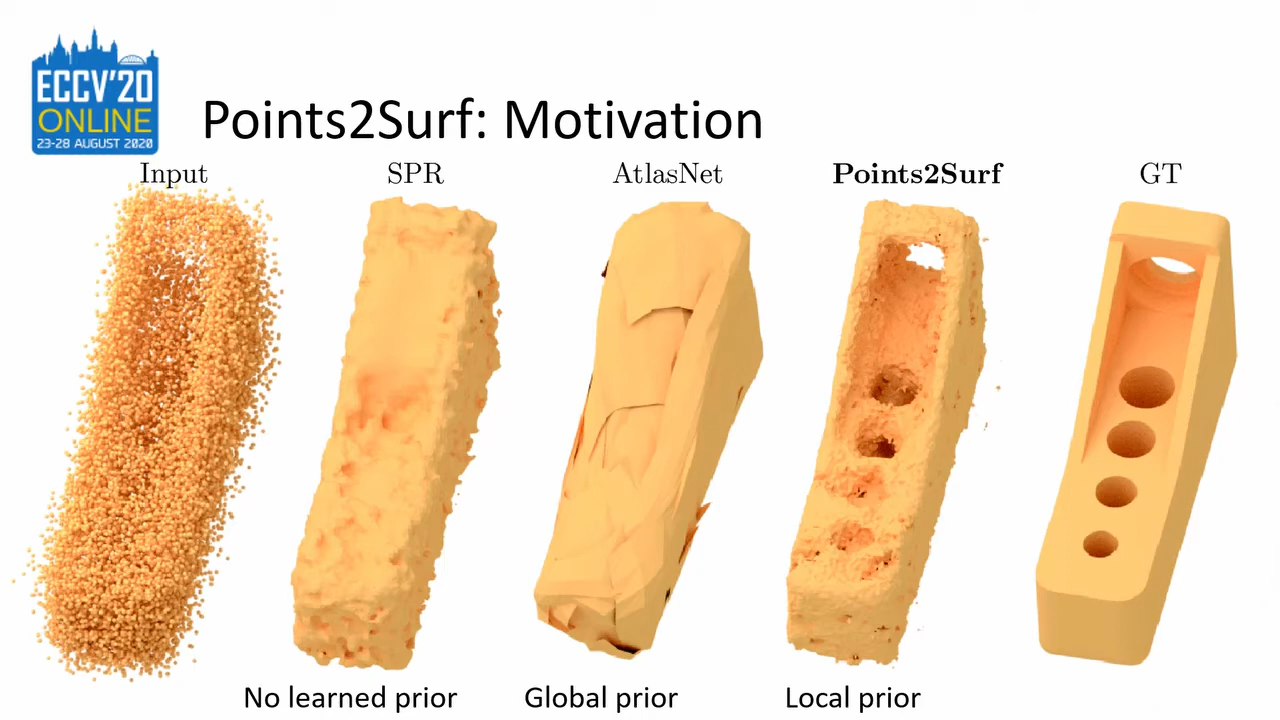 ECCV'20
ONLINE
23-28 AUGUST 2020
Points2Surf: Motivation
Input SPR AtlasNet Points2Surf GT
No learned prior Global prior Local prior